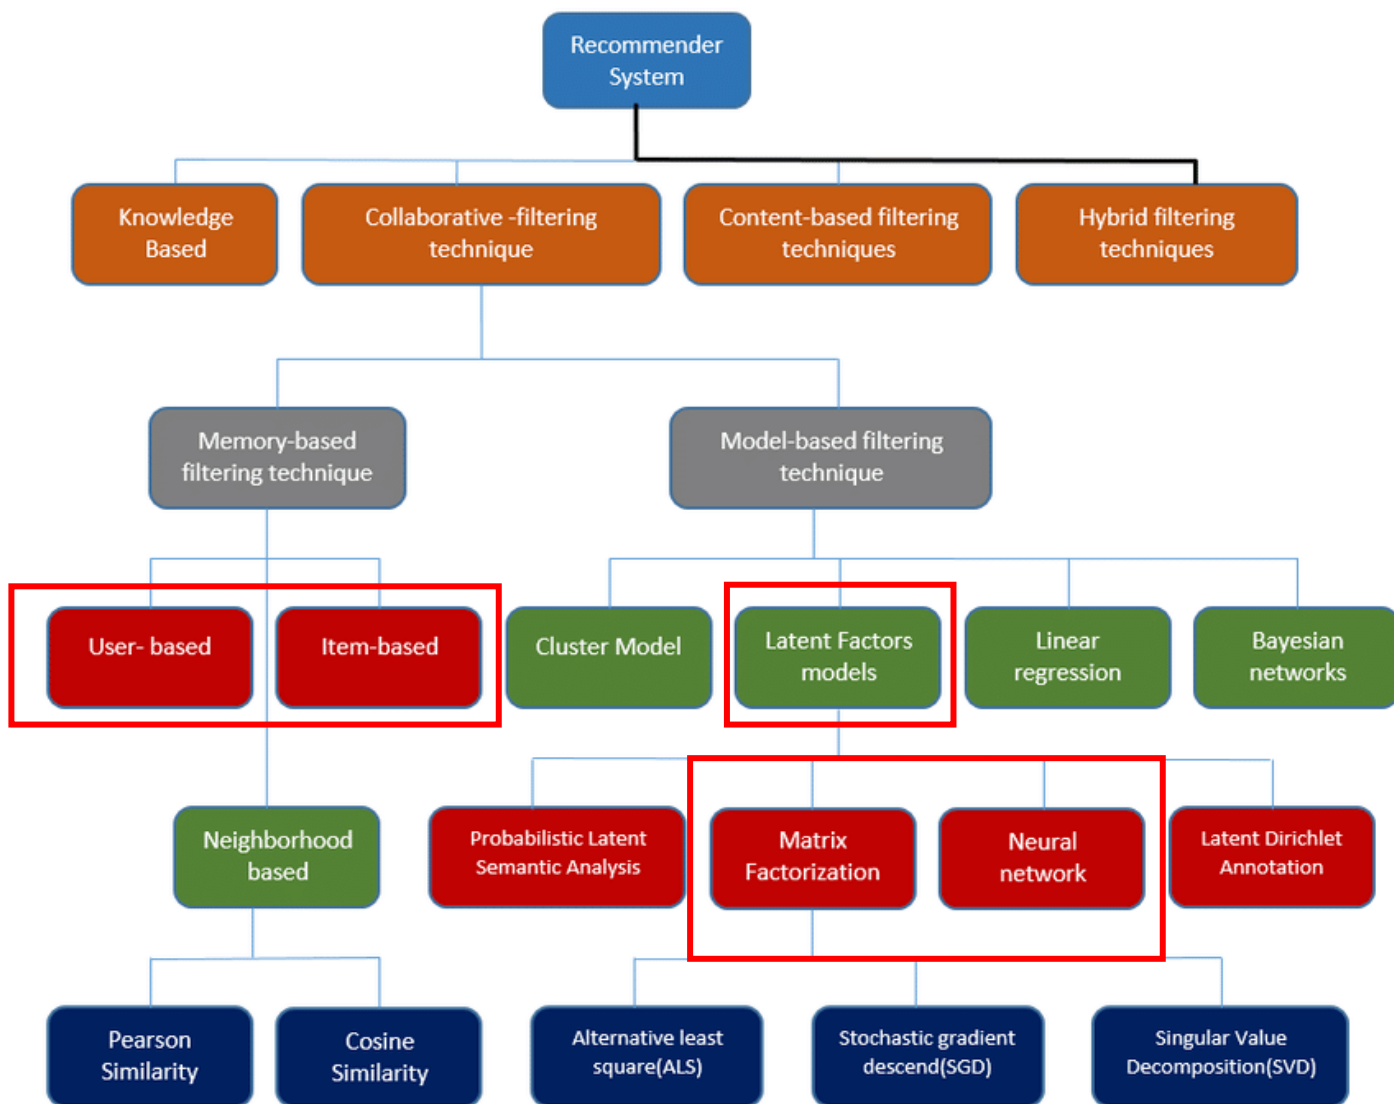 Recommender
System
Knowledge
Based
Collaborative -filtering
technique
Content-based filtering
techniques
Hybrid filtering
techniques
Memory-based
filtering technique
Model-based filtering
technique
User- based
Item-based
Cluster Model
Latent Factors
models
Linear
regression
Bayesian
networks
Neighborhood
based
Probabilistic Latent
Semantic Analysis
Matrix
Factorization
Neural
network
Latent Dirichlet
Annotation
Pearson
Similarity
Cosine
Similarity
Alternative least
square(ALS)
Stochastic gradient
descend(SGD)
Singular Value
Decomposition(SVD)